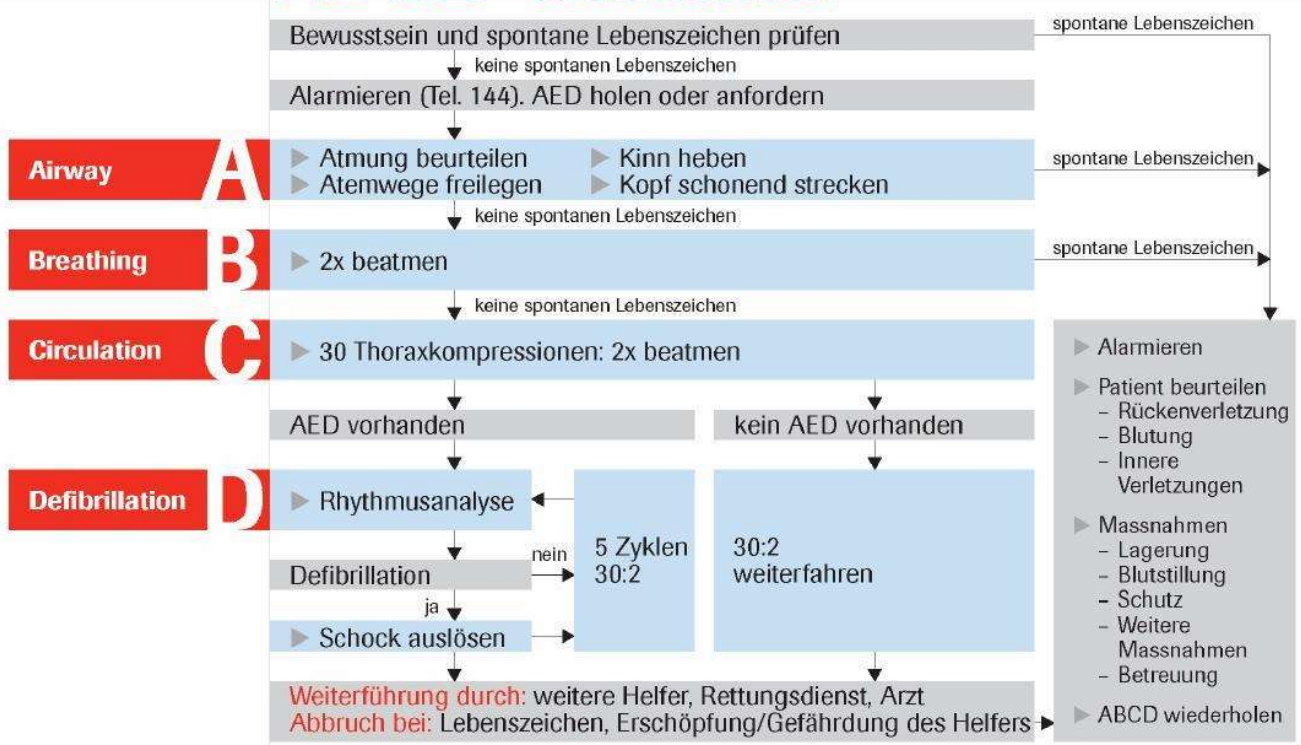 Bewusstsein und spontane Lebenszeichen prüfen
spontane Lebenszeichen
keine spontanen Lebenszeichen
Alarmieren (Tel. 144). AED holen oder anfordern
Airway A
Atmung beurteilen
Kinn heben
Atemwege freilegen
Kopf schonend strecken
spontane Lebenszeichen
keine spontanen Lebenszeichen
Breathing B
2x beatmen
spontane Lebenszeichen
keine spontanen Lebenszeichen
Circulation C
30 Thoraxkompressionen: 2x beatmen
AED vorhanden
kein AED vorhanden
Defibrillation D
Rhythmusanalyse
Defibrillation
nein
ja
Schock auslösen
5 Zyklen
30:2
30:2
weiterfahren
Weiterführung durch: weitere Helfer, Rettungsdienst, Arzt
Abbruch bei: Lebenszeichen, Erschöpfung/Gefährdung des Helfers
Alarmieren
Patient beurteilen
– Rückenverletzung
– Blutung
– Innere
Verletzungen
Massnahmen
– Lagerung
– Blutstillung
– Schutz
– Weitere
Massnahmen
– Betreuung
ABCD wiederholen